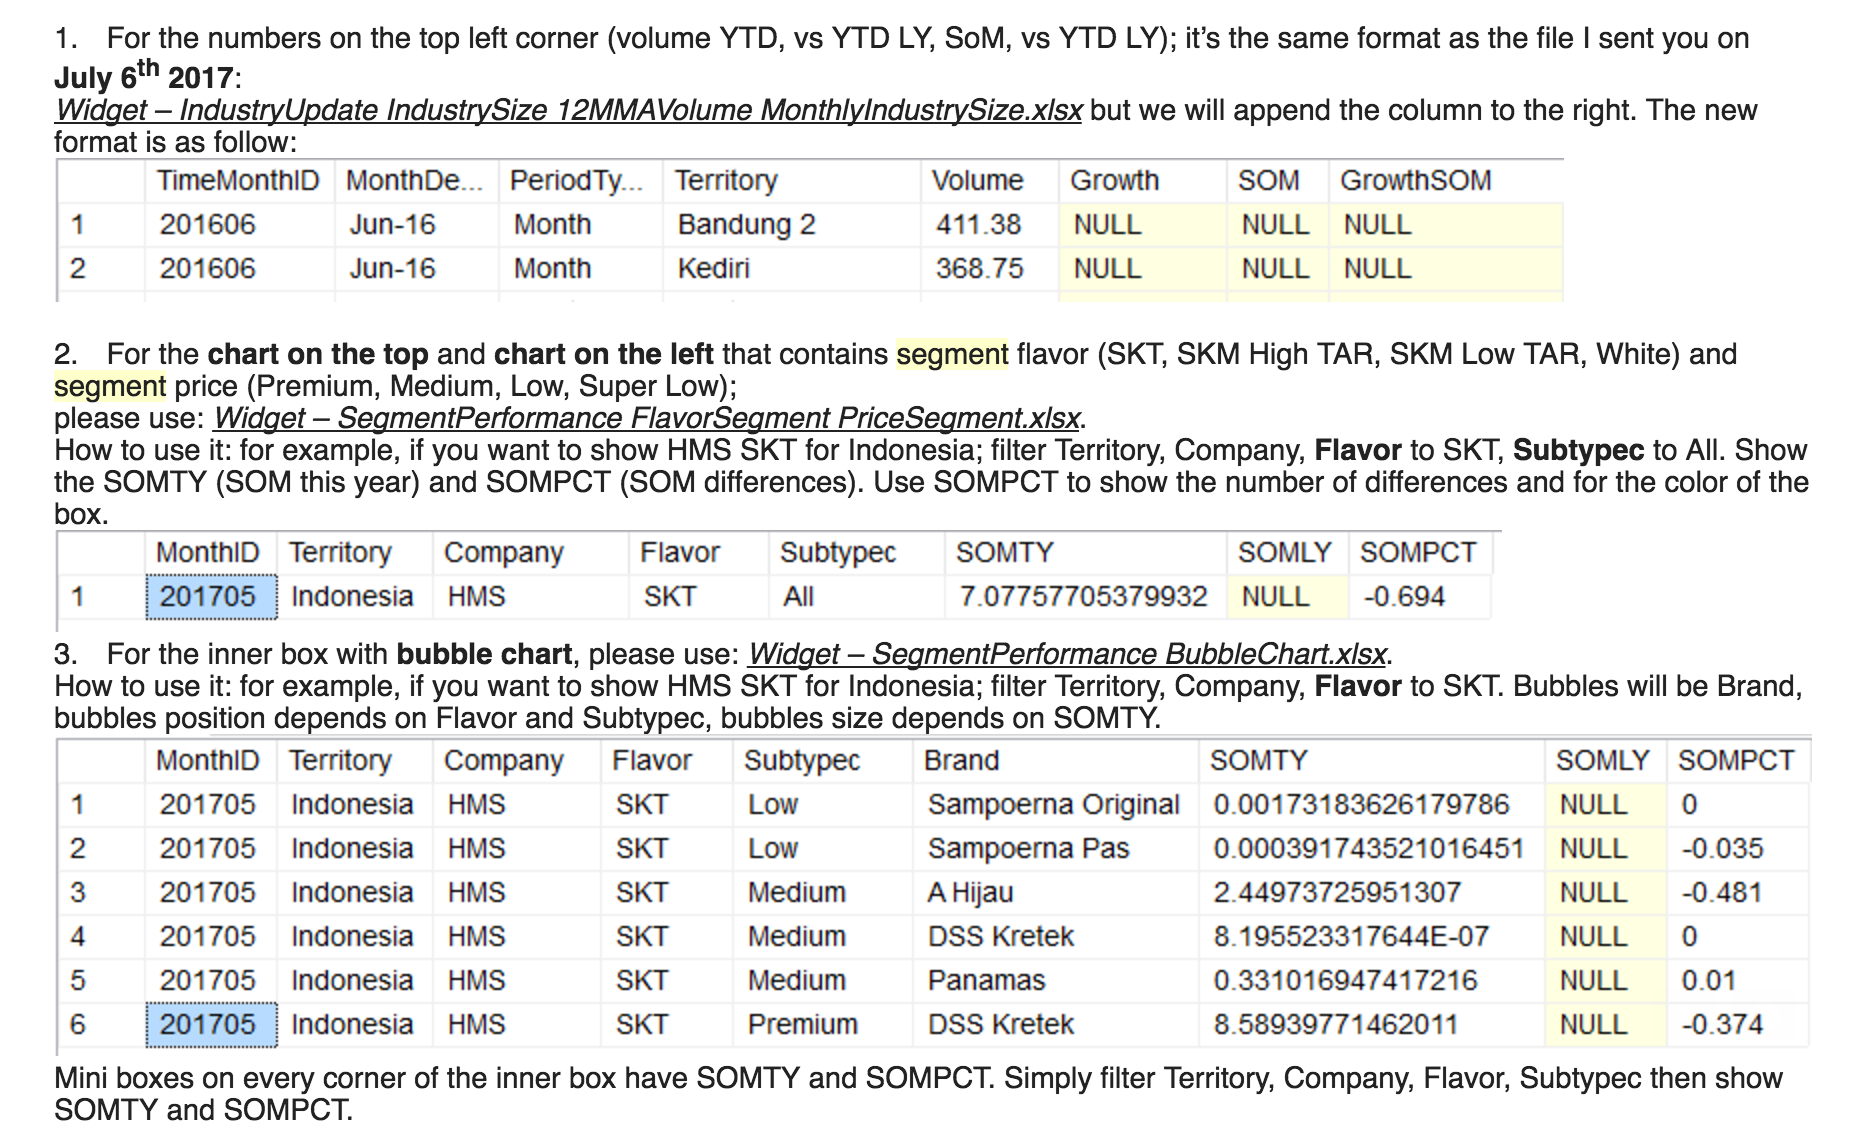 1. For the numbers on the top left corner (volume YTD, vs YTD LY, SoM, vs YTD LY); it’s the same format as the file I sent you on
July 6th 2017:
Widget – IndustryUpdate IndustrySize 12MMAVolume MonthlyIndustrySize.xlsx but we will append the column to the right. The new
format is as follow:
TimeMonthID MonthDe... PeriodTy... Territory Volume Growth SOM GrowthSOM
1 201606 Jun-16 Month Bandung 2 411.38 NULL NULL NULL
2 201606 Jun-16 Month Kediri 368.75 NULL NULL NULL
2. For the chart on the top and chart on the left that contains segment flavor (SKT, SKM High TAR, SKM Low TAR, White) and
segment price (Premium, Medium, Low, Super Low);
please use: Widget – SegmentPerformance FlavorSegment PriceSegment.xlsx.
How to use it: for example, if you want to show HMS SKT for Indonesia; filter Territory, Company, Flavor to SKT, Subtypec to All. Show
the SOMTY (SOM this year) and SOMPCT (SOM differences). Use SOMPCT to show the number of differences and for the color of the
box.
MonthID Territory Company Flavor Subtypec SOMTY SOMLY SOMPCT
1 201705 Indonesia HMS SKT All 7.07757705379932 NULL -0.694
3. For the inner box with bubble chart, please use: Widget – SegmentPerformance BubbleChart.xlsx.
How to use it: for example, if you want to show HMS SKT for Indonesia; filter Territory, Company, Flavor to SKT. Bubbles will be Brand,
bubbles position depends on Flavor and Subtypec, bubbles size depends on SOMTY.
MonthID Territory Company Flavor Subtypec Brand SOMTY SOMLY SOMPCT
1 201705 Indonesia HMS SKT Low Sampoerna Original 0.00173183626179786 NULL 0
2 201705 Indonesia HMS SKT Low Sampoerna Pas 0.000391743521016451 NULL -0.035
3 201705 Indonesia HMS SKT Medium A Hijau 2.44973725951307 NULL -0.481
4 201705 Indonesia HMS SKT Medium DSS Kretek 8.195523317644E-07 NULL 0
5 201705 Indonesia HMS SKT Medium Panamas 0.331016947417216 NULL 0.01
6 201705 Indonesia HMS SKT Premium DSS Kretek 8.58939771462011 NULL -0.374
Mini boxes on every corner of the inner box have SOMTY and SOMPCT. Simply filter Territory, Company, Flavor, Subtypec then show
SOMTY and SOMPCT.